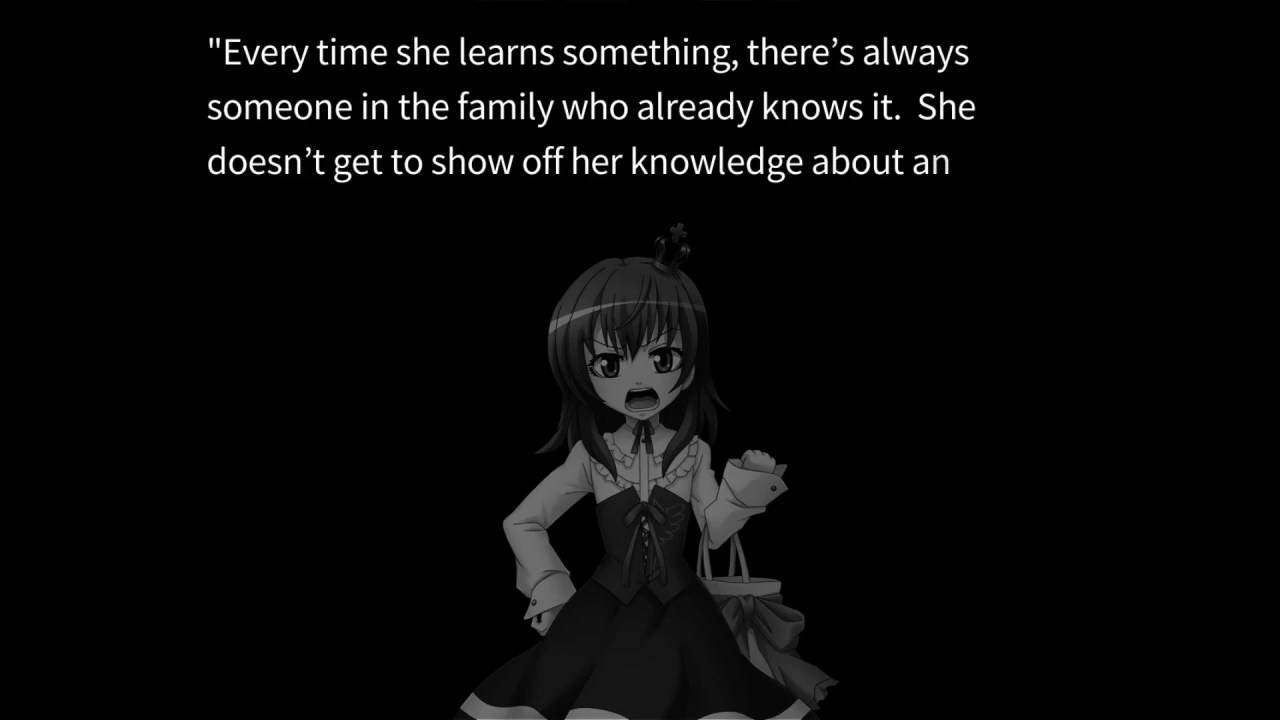 "Every time she learns something, there’s always
someone in the family who already knows it.  She
doesn’t get to show off her knowledge about an